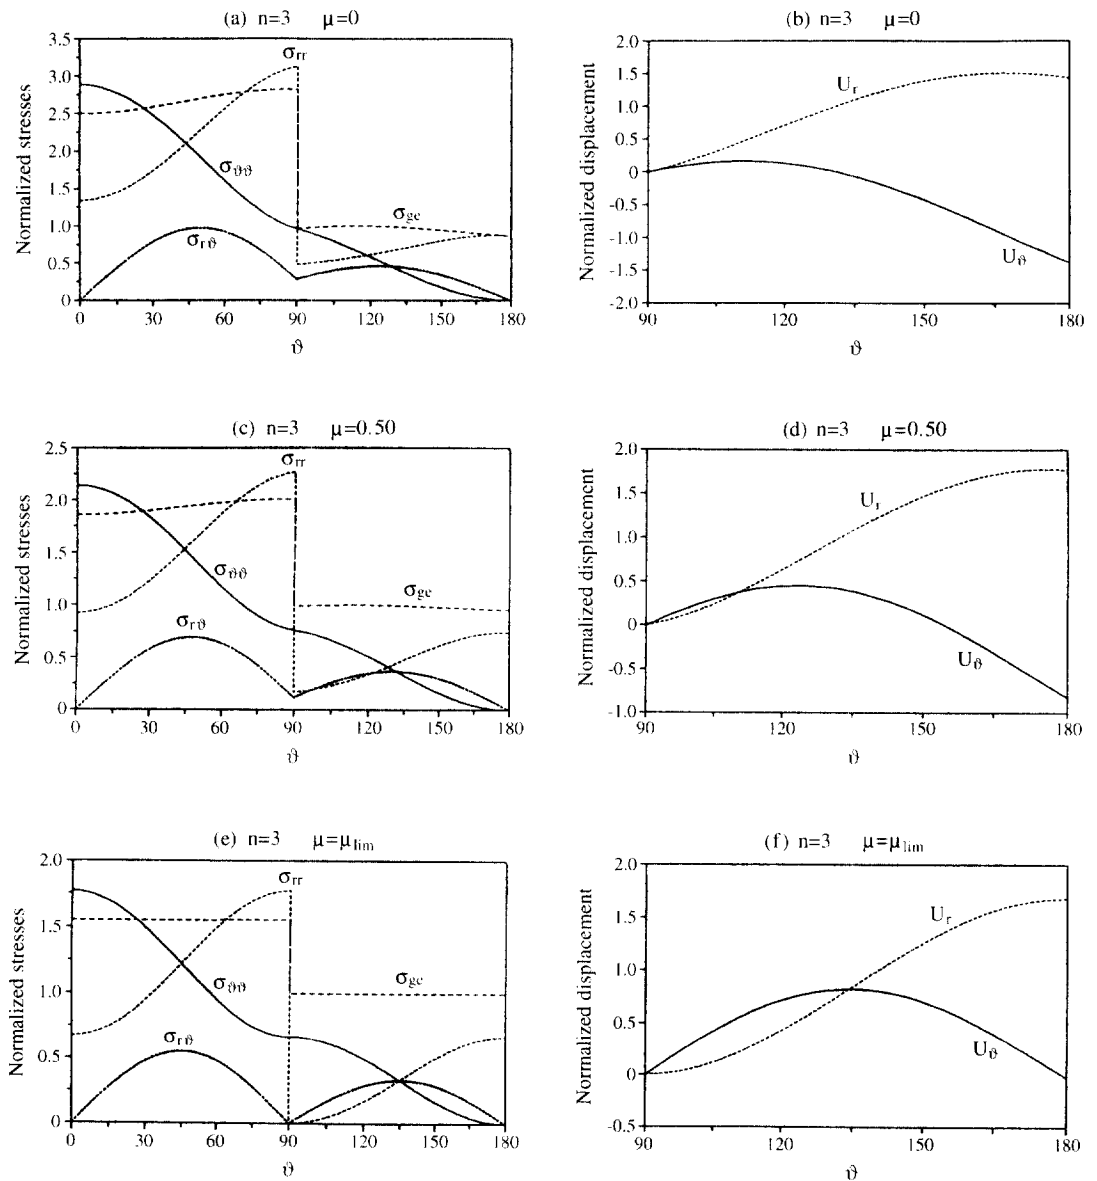 (a) n=3 μ=0
Normalized stresses
3.5
3.0
2.5
2.0
1.5
1.0
0.5
0
σrr
σϑϑ
σge
σrϑ
0 30 60 90 120 150 180
ϑ
(b) n=3 μ=0
Normalized displacement
2.0
1.5
1.0
0.5
0
-0.5
-1.0
-1.5
-2.0
Ur
Uϑ
90 120 150 180
ϑ
(c) n=3 μ=0.50
Normalized stresses
2.5
2.0
1.5
1.0
0.5
0
σrr
σϑϑ
σge
σrϑ
0 30 60 90 120 150 180
ϑ
(d) n=3 μ=0.50
Normalized displacement
2.0
1.5
1.0
0.5
0
-0.5
-1.0
Ur
Uϑ
90 120 150 180
ϑ
(e) n=3 μ=μlim
Normalized stresses
2.0
1.5
1.0
0.5
0
σrr
σϑϑ
σge
σrϑ
0 30 60 90 120 150 180
ϑ
(f) n=3 μ=μlim
Normalized displacement
2.0
1.5
1.0
0.5
0
-0.5
Ur
Uϑ
90 120 150 180
ϑ